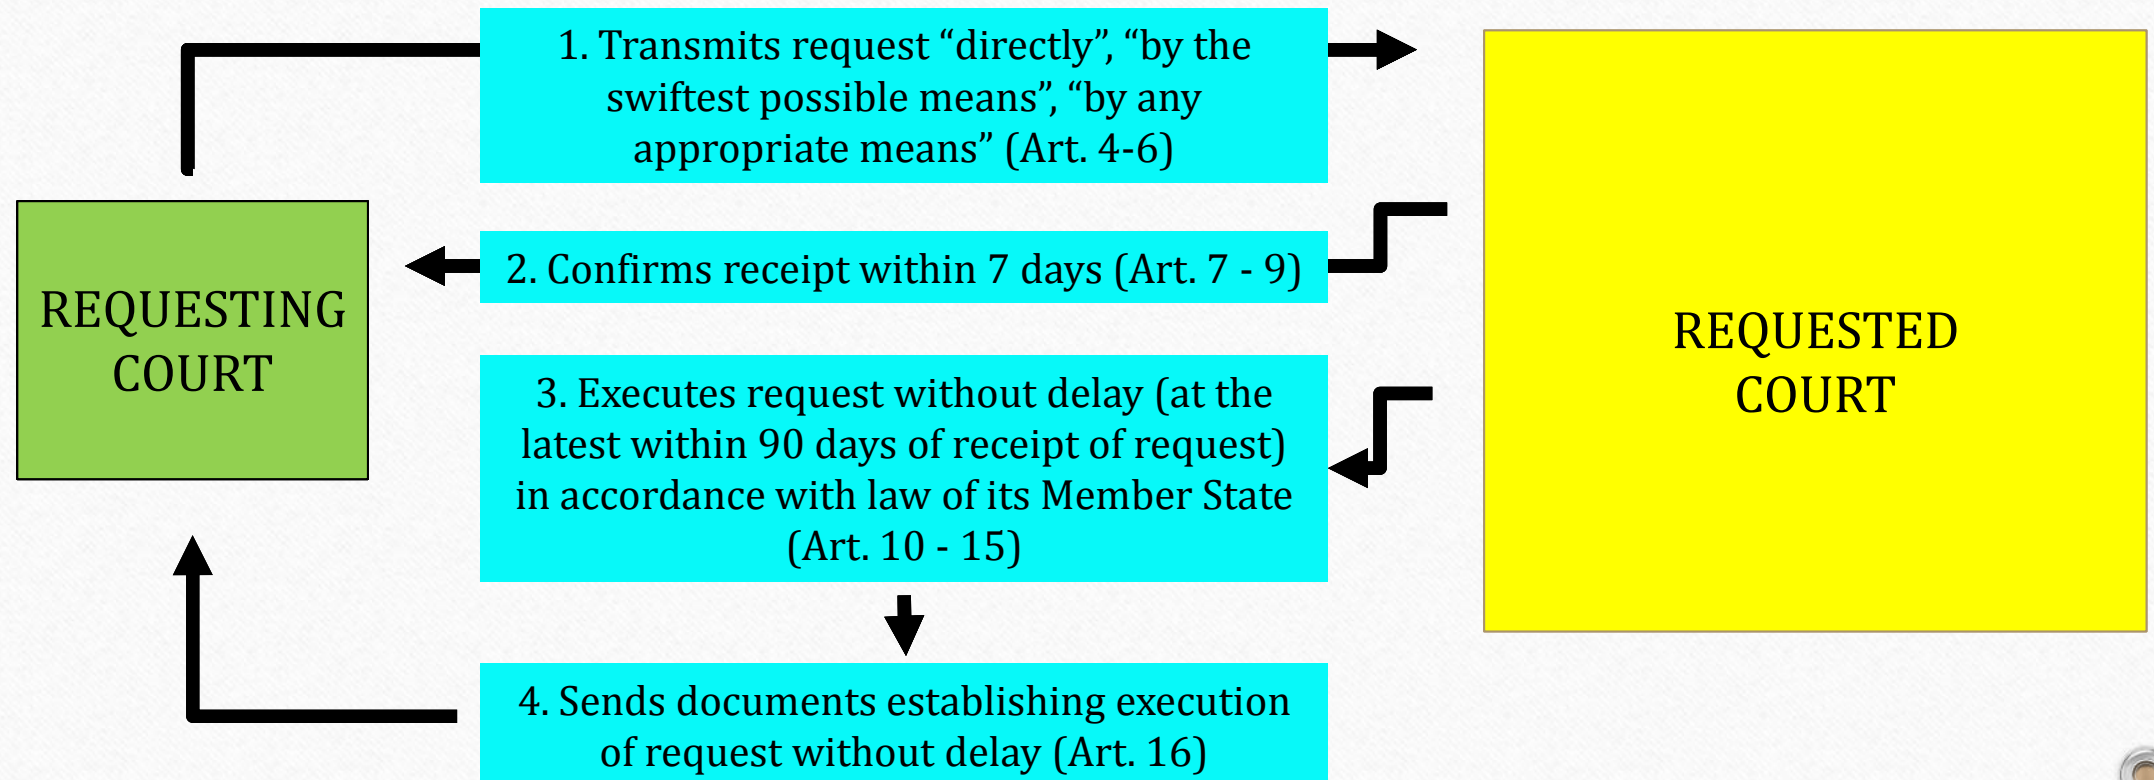 1. Transmits request “directly”, “by the
swiftest possible means”, “by any
appropriate means” (Art. 4-6)
2. Confirms receipt within 7 days (Art. 7 - 9)
REQUESTING
COURT
REQUESTED
COURT
3. Executes request without delay (at the
latest within 90 days of receipt of request)
in accordance with law of its Member State
(Art. 10 - 15)
4. Sends documents establishing execution
of request without delay (Art. 16)